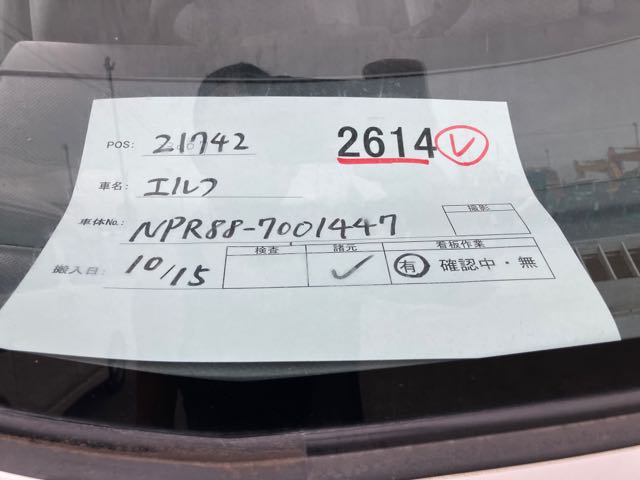 POS: 21742 2614 レ
車名: エルフ
車体No.: NPR88-7001447 撮影
搬入日: 10/15 検査 諸元 看板作業
✓ 有 確認中・無